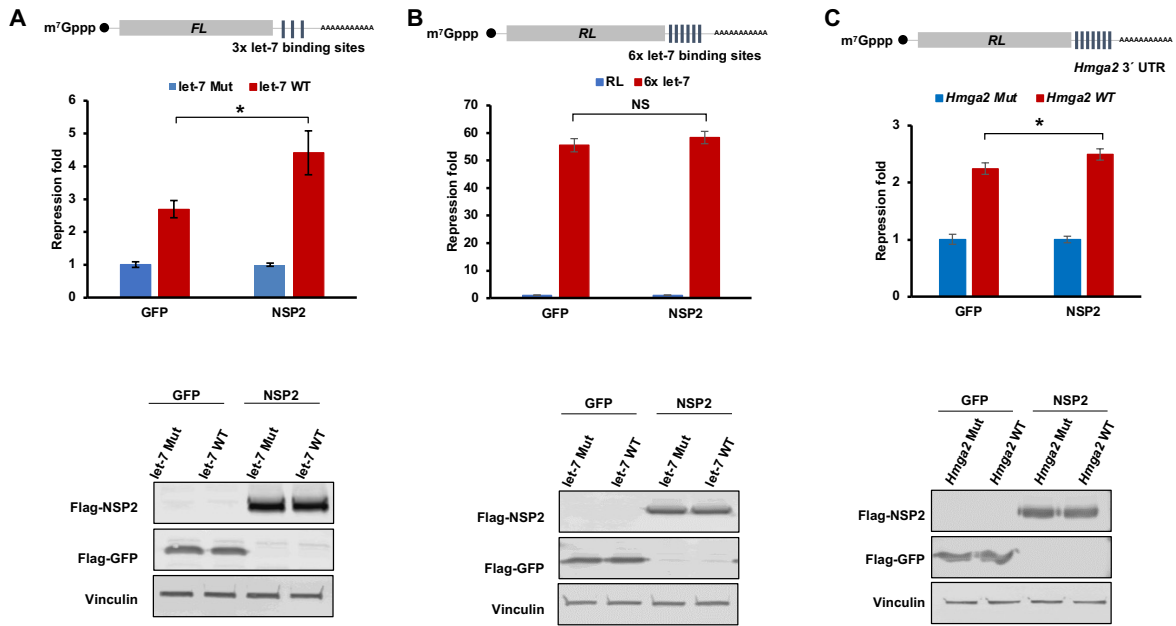 A
m⁷Gppp FL AAAAAAAAAAA
3x let-7 binding sites
let-7 Mut let-7 WT
Repression fold
6
5
4
3
2
1
0
*
GFP NSP2
GFP NSP2
let-7 Mut let-7 WT let-7 Mut let-7 WT
Flag-NSP2
Flag-GFP
Vinculin
B
m⁷Gppp RL AAAAAAAAAAA
6x let-7 binding sites
RL 6x let-7
Repression fold
70
60
50
40
30
20
10
0
NS
GFP NSP2
GFP NSP2
let-7 Mut let-7 WT let-7 Mut let-7 WT
Flag-NSP2
Flag-GFP
Vinculin
C
m⁷Gppp RL AAAAAAAAAAA
Hmga2 3´ UTR
Hmga2 Mut Hmga2 WT
Repression fold
3
2
1
0
*
GFP NSP2
GFP NSP2
Hmga2 Mut Hmga2 WT Hmga2 Mut Hmga2 WT
Flag-NSP2
Flag-GFP
Vinculin